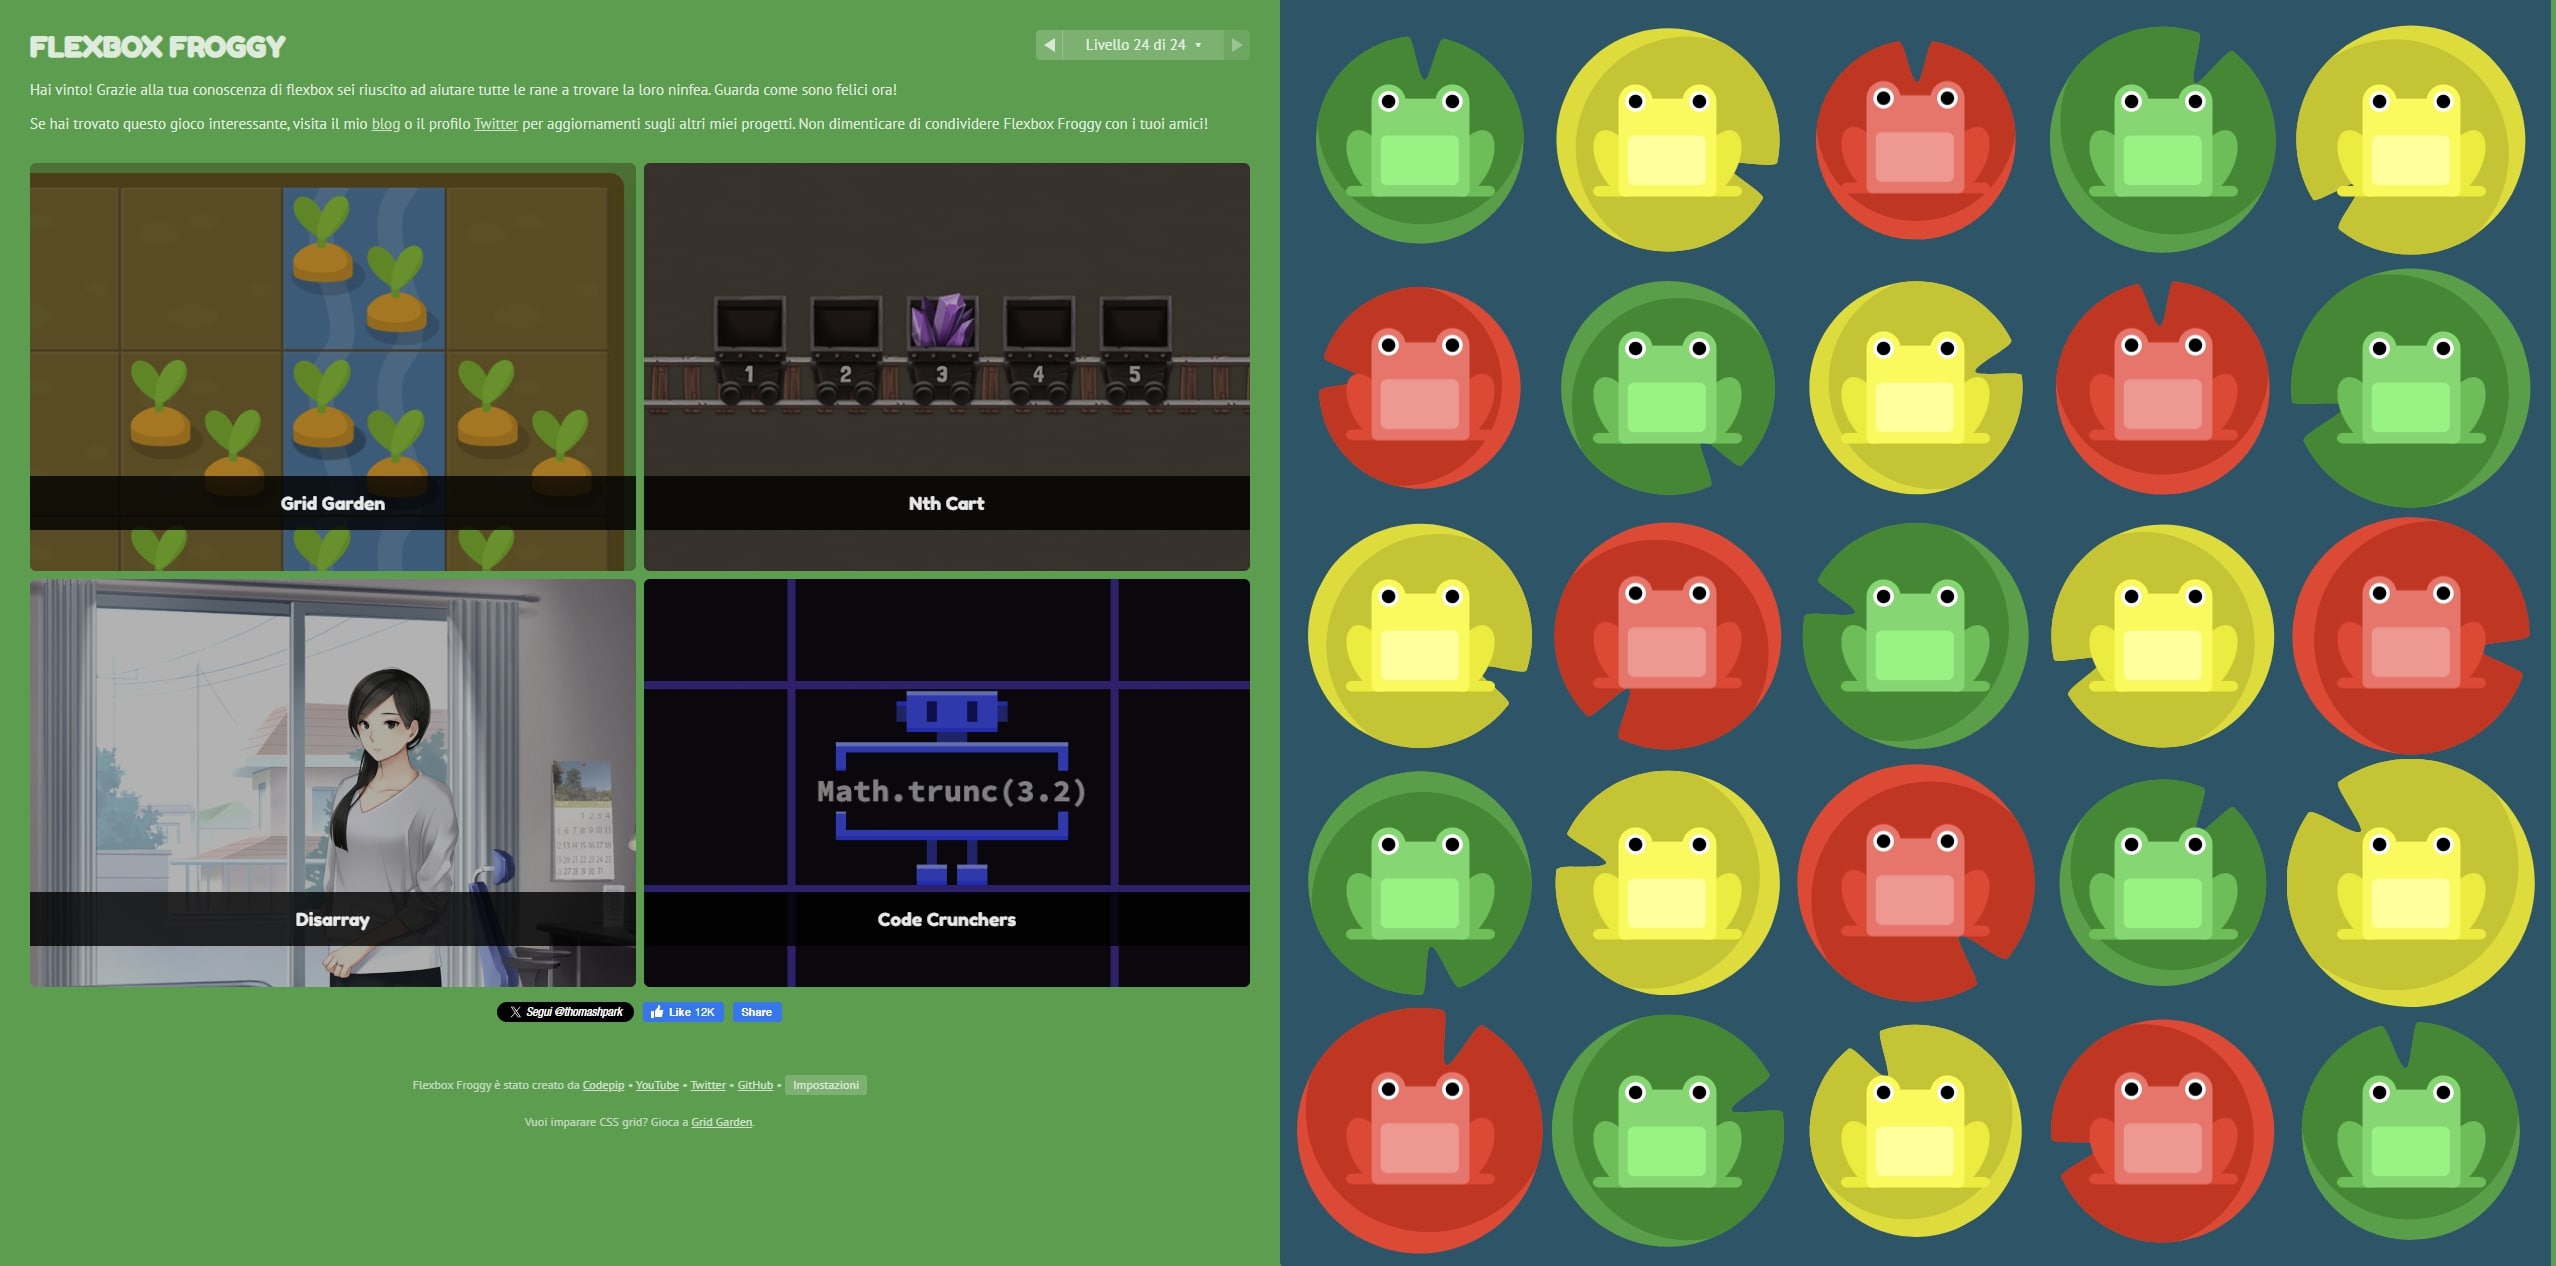 FLEXBOX FROGGY
Livello 24 di 24
Hai vinto! Grazie alla tua conoscenza di flexbox sei riuscito ad aiutare tutte le rane a trovare la loro ninfea. Guarda come sono felici ora!
Se hai trovato questo gioco interessante, visita il mio blog o il profilo Twitter per aggiornamenti sugli altri miei progetti. Non dimenticare di condividere Flexbox Froggy con i tuoi amici!
1 2 3 4 5
Grid Garden
Nth Cart
Math.trunc(3.2)
Disarray
Code Crunchers
Segui @thomashpark
Like 12K
Share
Flexbox Froggy è stato creato da Codepip • YouTube • Twitter • GitHub • Impostazioni
Vuoi imparare CSS grid? Gioca a Grid Garden.